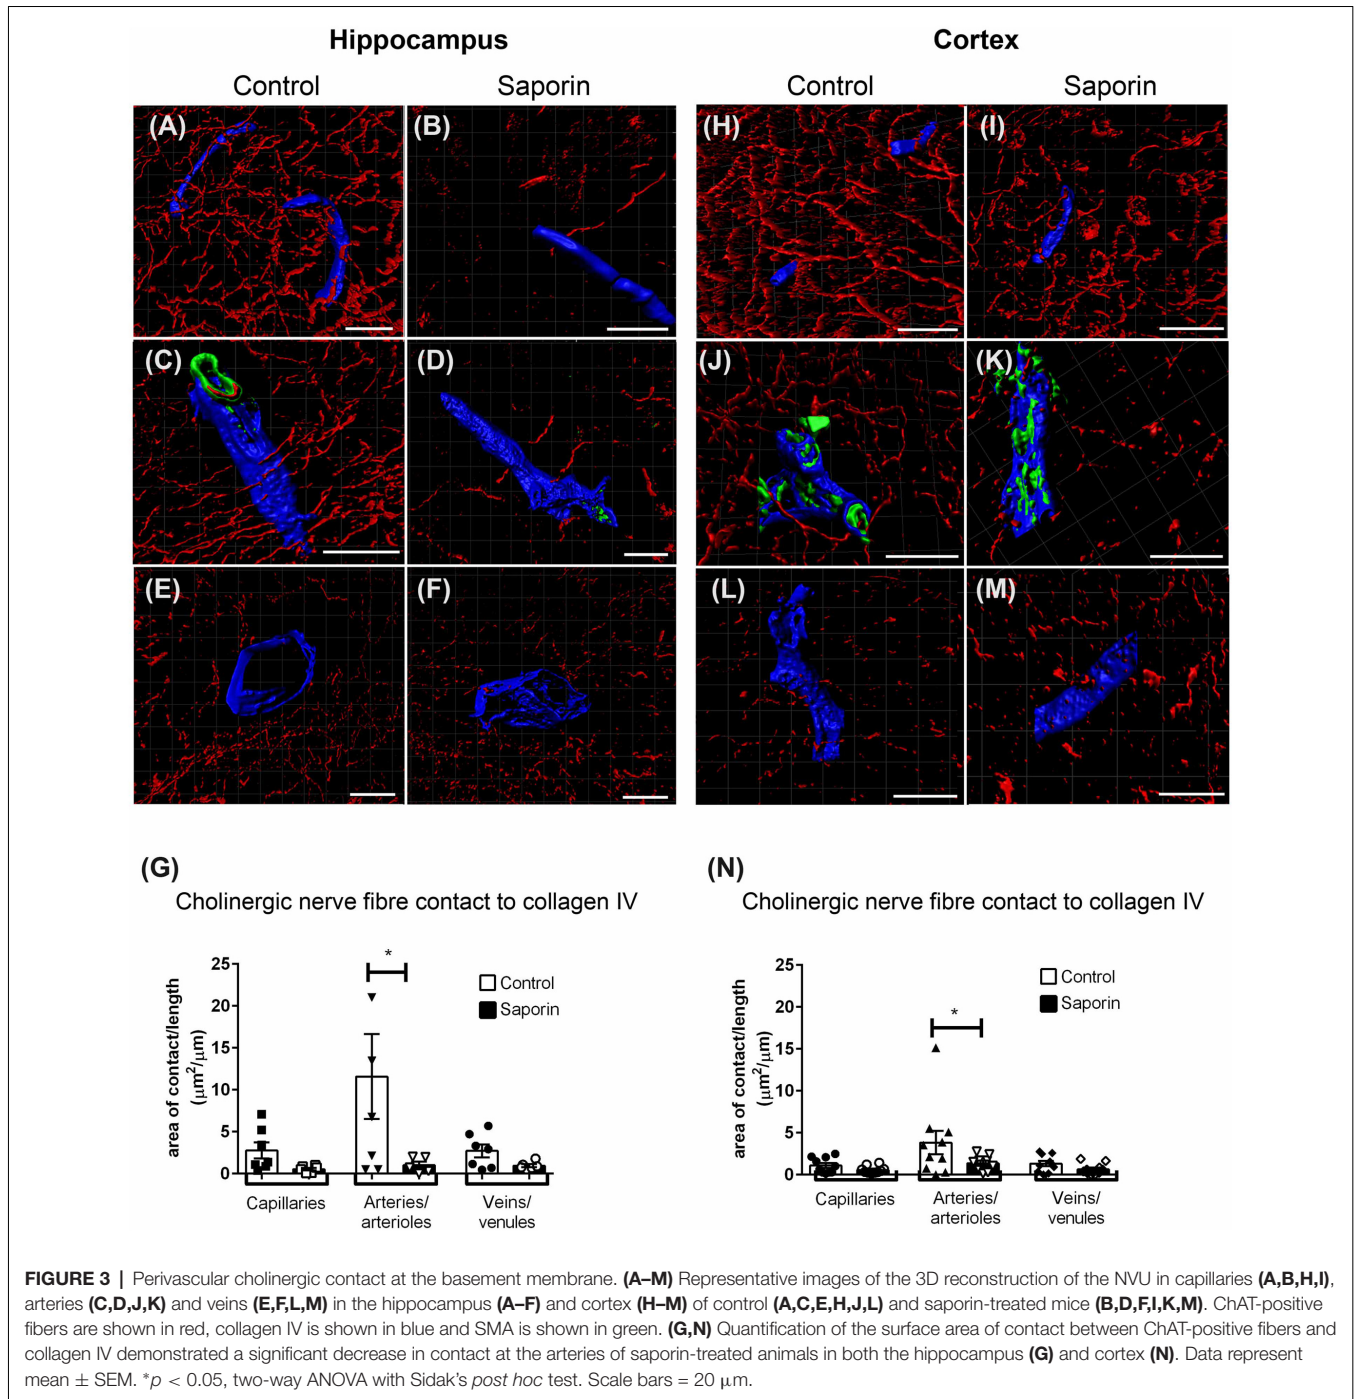 Hippocampus
Cortex
Control
Saporin
Control
Saporin
(A)
(B)
(H)
(I)
(C)
(D)
(J)
(K)
(E)
(F)
(L)
(M)
(G)
Cholinergic nerve fibre contact to collagen IV
area of contact/length
(μm²/μm)
25
20
15
10
5
0
*
Control
Saporin
Capillaries
Arteries/
arterioles
Veins/
venules
(N)
Cholinergic nerve fibre contact to collagen IV
area of contact/length
(μm²/μm)
25
20
15
10
5
0
*
Control
Saporin
Capillaries
Arteries/
arterioles
Veins/
venules
FIGURE 3 | Perivascular cholinergic contact at the basement membrane. (A–M) Representative images of the 3D reconstruction of the NVU in capillaries (A,B,H,I),
arteries (C,D,J,K) and veins (E,F,L,M) in the hippocampus (A–F) and cortex (H–M) of control (A,C,E,H,J,L) and saporin-treated mice (B,D,F,I,K,M). ChAT-positive
fibers are shown in red, collagen IV is shown in blue and SMA is shown in green. (G,N) Quantification of the surface area of contact between ChAT-positive fibers and
collagen IV demonstrated a significant decrease in contact at the arteries of saporin-treated animals in both the hippocampus (G) and cortex (N). Data represent
mean ± SEM. *p < 0.05, two-way ANOVA with Sidak's post hoc test. Scale bars = 20 μm.